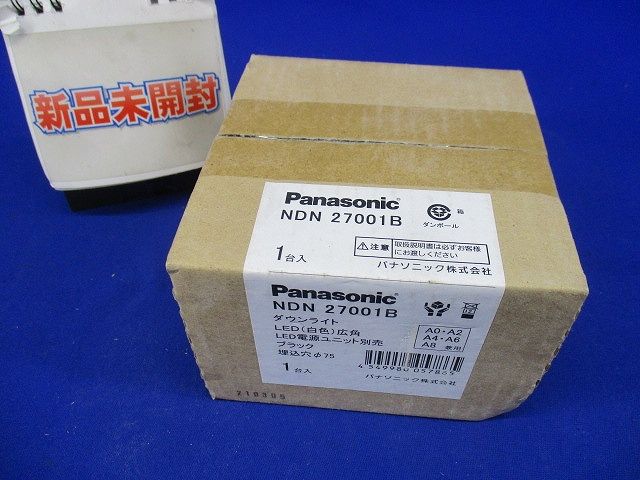 新品未開封
Panasonic
NDN 27001B
1台入
箱
ダンボール
⚠注意 取扱説明書は必ずお客様
にお渡しください
パナソニック株式会社
Panasonic
NDN 27001B
ダウンライト
LED(白色)広角
LED電源ユニット別売
ブラック
埋込穴φ75
1台入
A0・A2
A4・A6
A8 兼用
パナソニック株式会社
210305